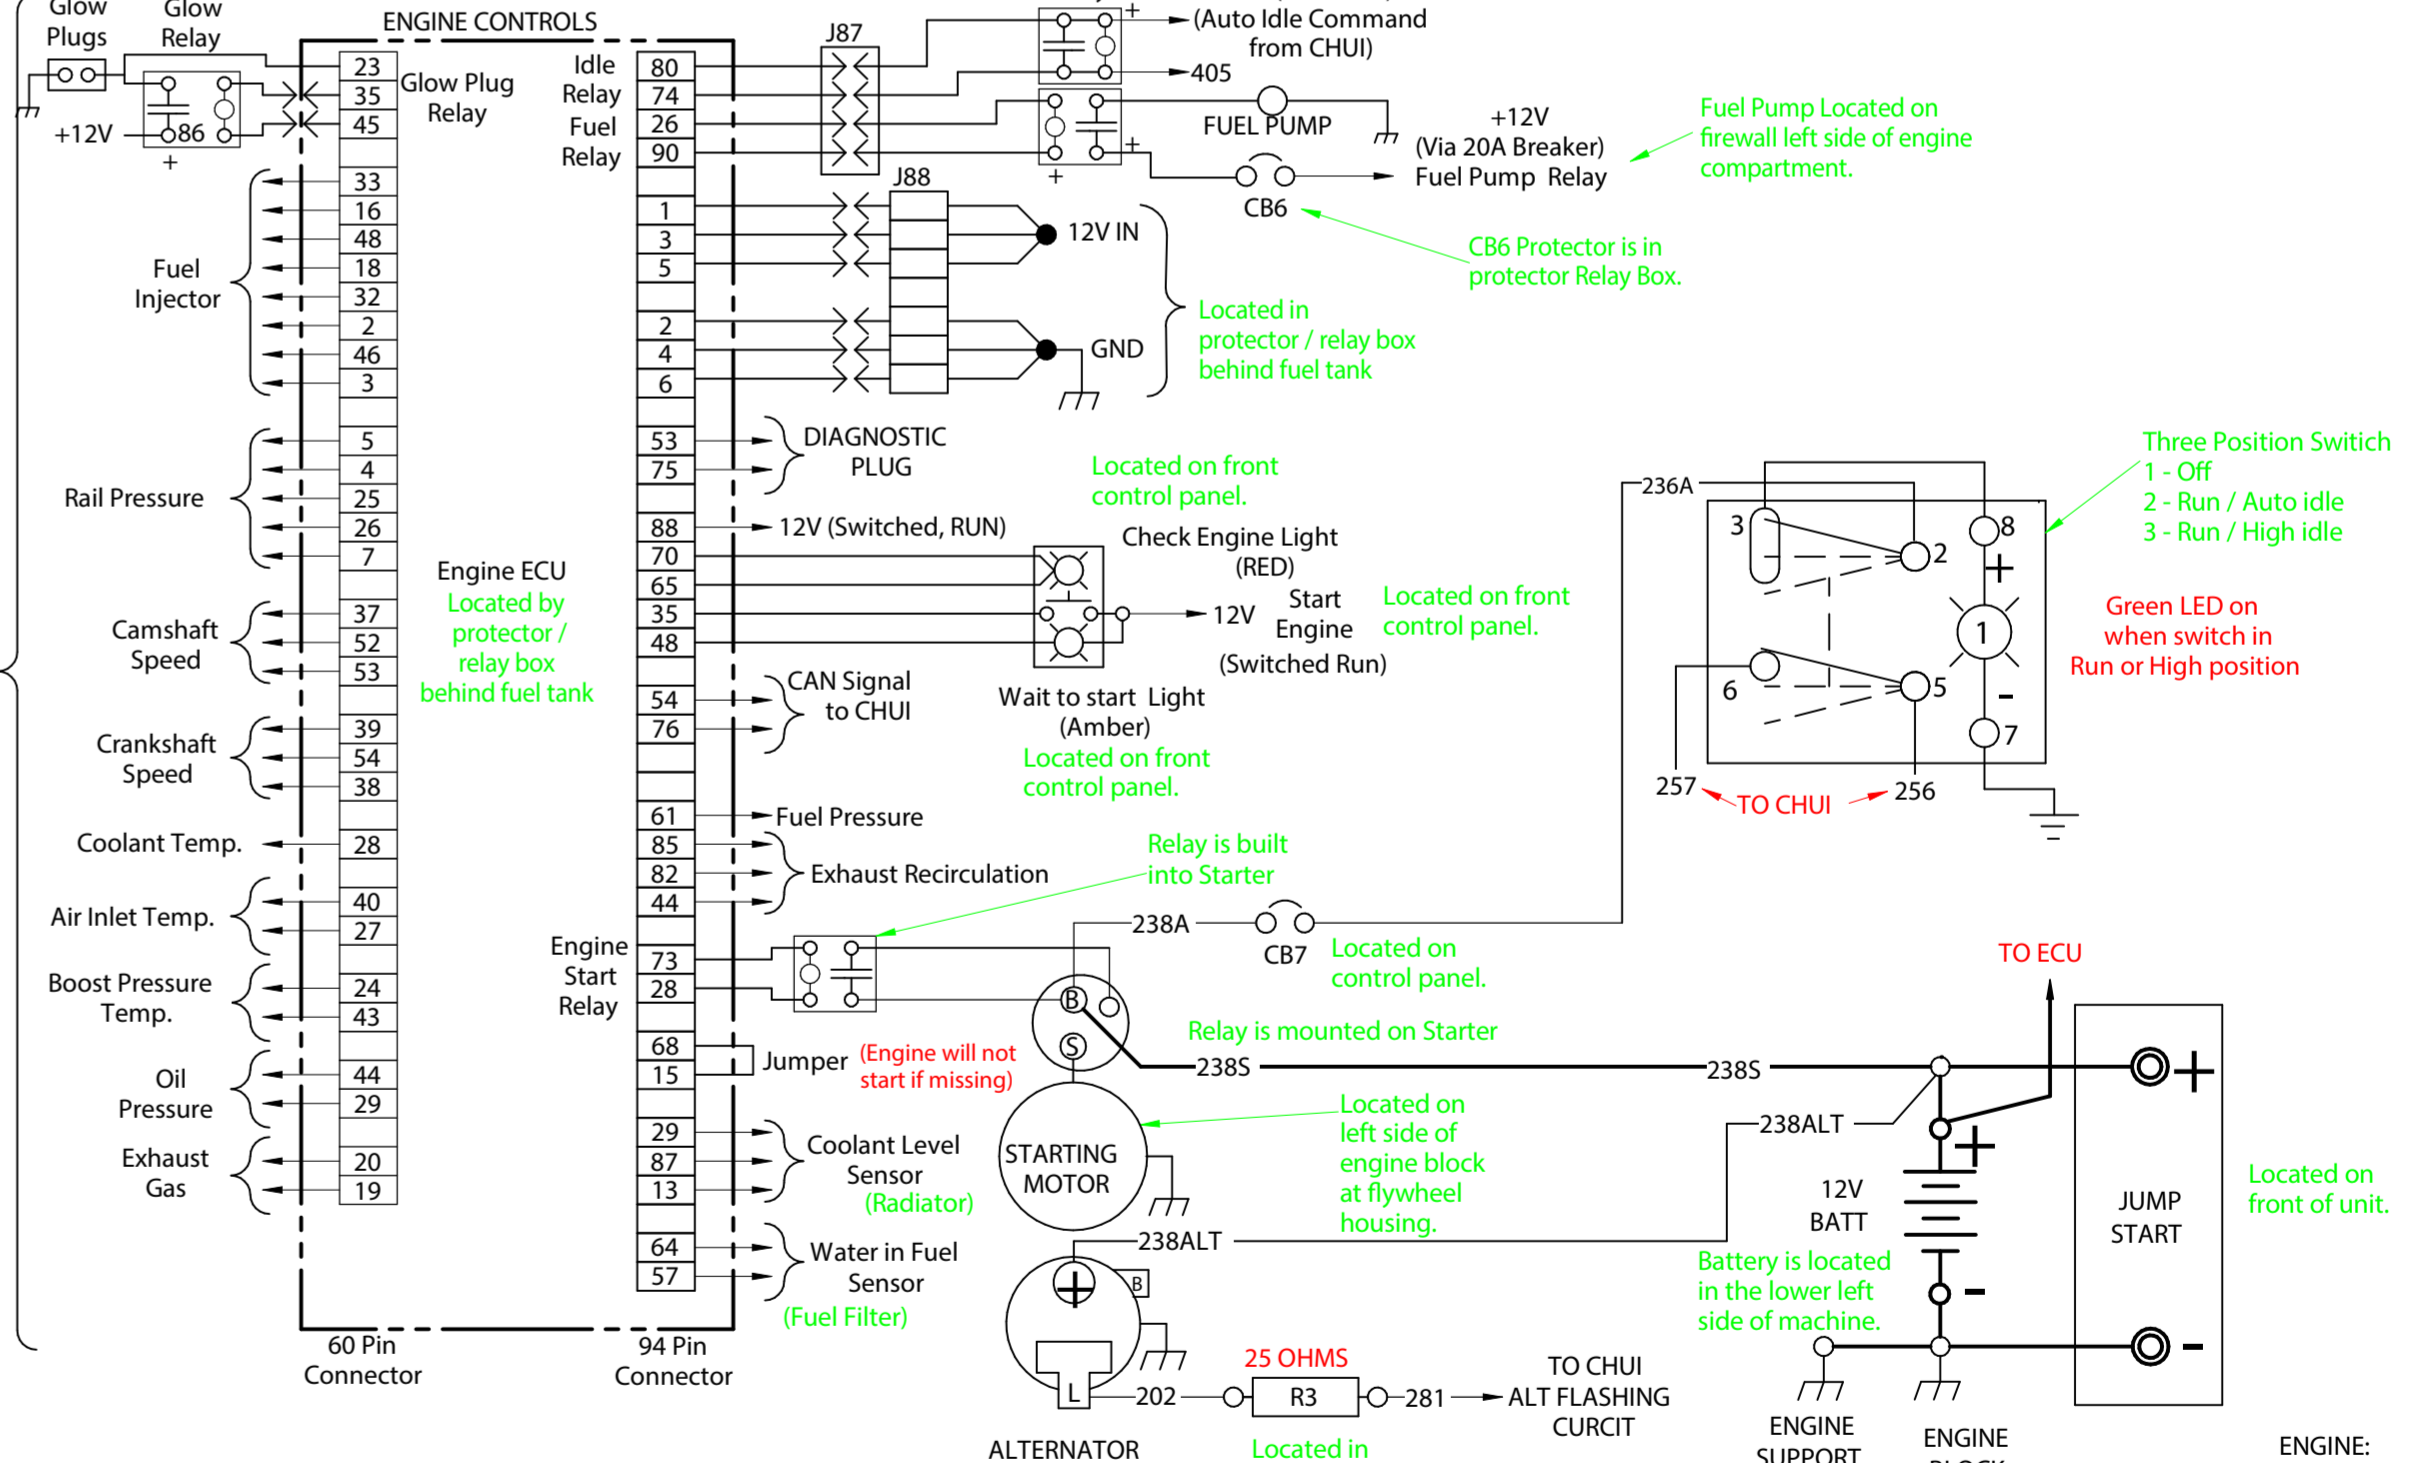 Glow
Plugs
Glow
Relay
ENGINE CONTROLS
+12V
86
+
23
35
45
Glow Plug
Relay
33
16
48
18
32
2
46
3
Fuel
Injector
5
4
25
26
7
Rail Pressure
37
52
53
Camshaft
Speed
39
54
38
Crankshaft
Speed
28
Coolant Temp.
40
27
Air Inlet Temp.
24
43
Boost Pressure
Temp.
44
29
Oil
Pressure
20
19
Exhaust
Gas
60 Pin
Connector
Engine ECU
Located by
protector /
relay box
behind fuel tank
Idle
Relay
Fuel
Relay
80
74
26
90
1
3
5
2
4
6
53
75
88
70
65
35
48
54
76
61
85
82
44
Engine
Start
Relay
73
28
68
15
29
87
13
64
57
94 Pin
Connector
J87
J88
+
(Auto Idle Command
from CHUI)
405
FUEL PUMP
+
+
CB6
+12V
(Via 20A Breaker)
Fuel Pump Relay
Fuel Pump Located on
firewall left side of engine
compartment.
CB6 Protector is in
protector Relay Box.
12V IN
GND
Located in
protector / relay box
behind fuel tank
DIAGNOSTIC
PLUG
Located on front
control panel.
12V (Switched, RUN)
Check Engine Light
(RED)
12V
Start
Engine
(Switched Run)
Located on front
control panel.
Wait to start Light
(Amber)
Located on front
control panel.
CAN Signal
to CHUI
Fuel Pressure
Exhaust Recirculation
Relay is built
into Starter
238A
CB7
Located on
control panel.
B
S
Relay is mounted on Starter
238S
238S
Jumper
(Engine will not
start if missing)
STARTING
MOTOR
Located on
left side of
engine block
at flywheel
housing.
Coolant Level
Sensor
(Radiator)
Water in Fuel
Sensor
(Fuel Filter)
238ALT
238ALT
+
B
L
ALTERNATOR
202
25 OHMS
R3
281
Located in
TO CHUI
ALT FLASHING
CURCIT
236A
3
2
8
+
1
6
5
-
7
257
TO CHUI
256
Three Position Switich
1 - Off
2 - Run / Auto idle
3 - Run / High idle
Green LED on
when switch in
Run or High position
TO ECU
+
+
12V
BATT
-
-
JUMP
START
Located on
front of unit.
Battery is located
in the lower left
side of machine.
ENGINE
SUPPORT
ENGINE
BLOCK
ENGINE: